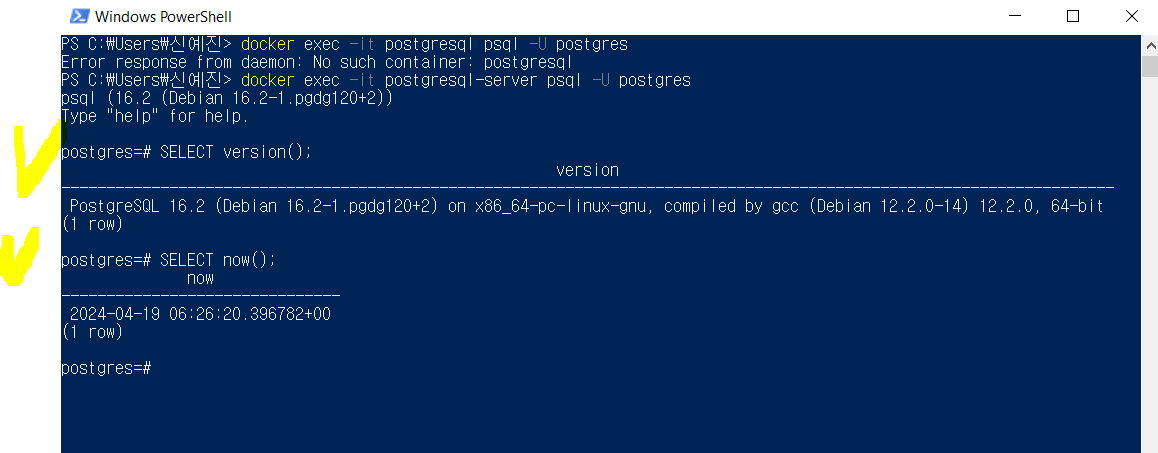 Windows PowerShell
PS C:\Users\신예진> docker exec -it postgresql psql -U postgres
Error response from daemon: No such container: postgresql
PS C:\Users\신예진> docker exec -it postgresql-server psql -U postgres
psql (16.2 (Debian 16.2-1.pgdg120+2))
Type "help" for help.
postgres=# SELECT version();
version
---------------------------------------------------------------------------------------------------------------------
PostgreSQL 16.2 (Debian 16.2-1.pgdg120+2) on x86_64-pc-linux-gnu, compiled by gcc (Debian 12.2.0-14) 12.2.0, 64-bit
(1 row)
postgres=# SELECT now();
now
-------------------------------
2024-04-19 06:26:20.396782+00
(1 row)
postgres=#